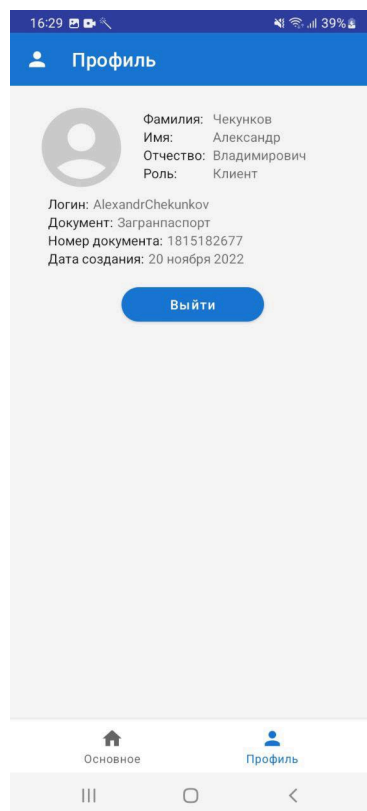 16:29 39%
Профиль
Фамилия: Чекунков
Имя: Александр
Отчество: Владимирович
Роль: Клиент
Логин: AlexandrChekunkov
Документ: Загранпаспорт
Номер документа: 1815182677
Дата создания: 20 ноября 2022
Выйти
Основное Профиль